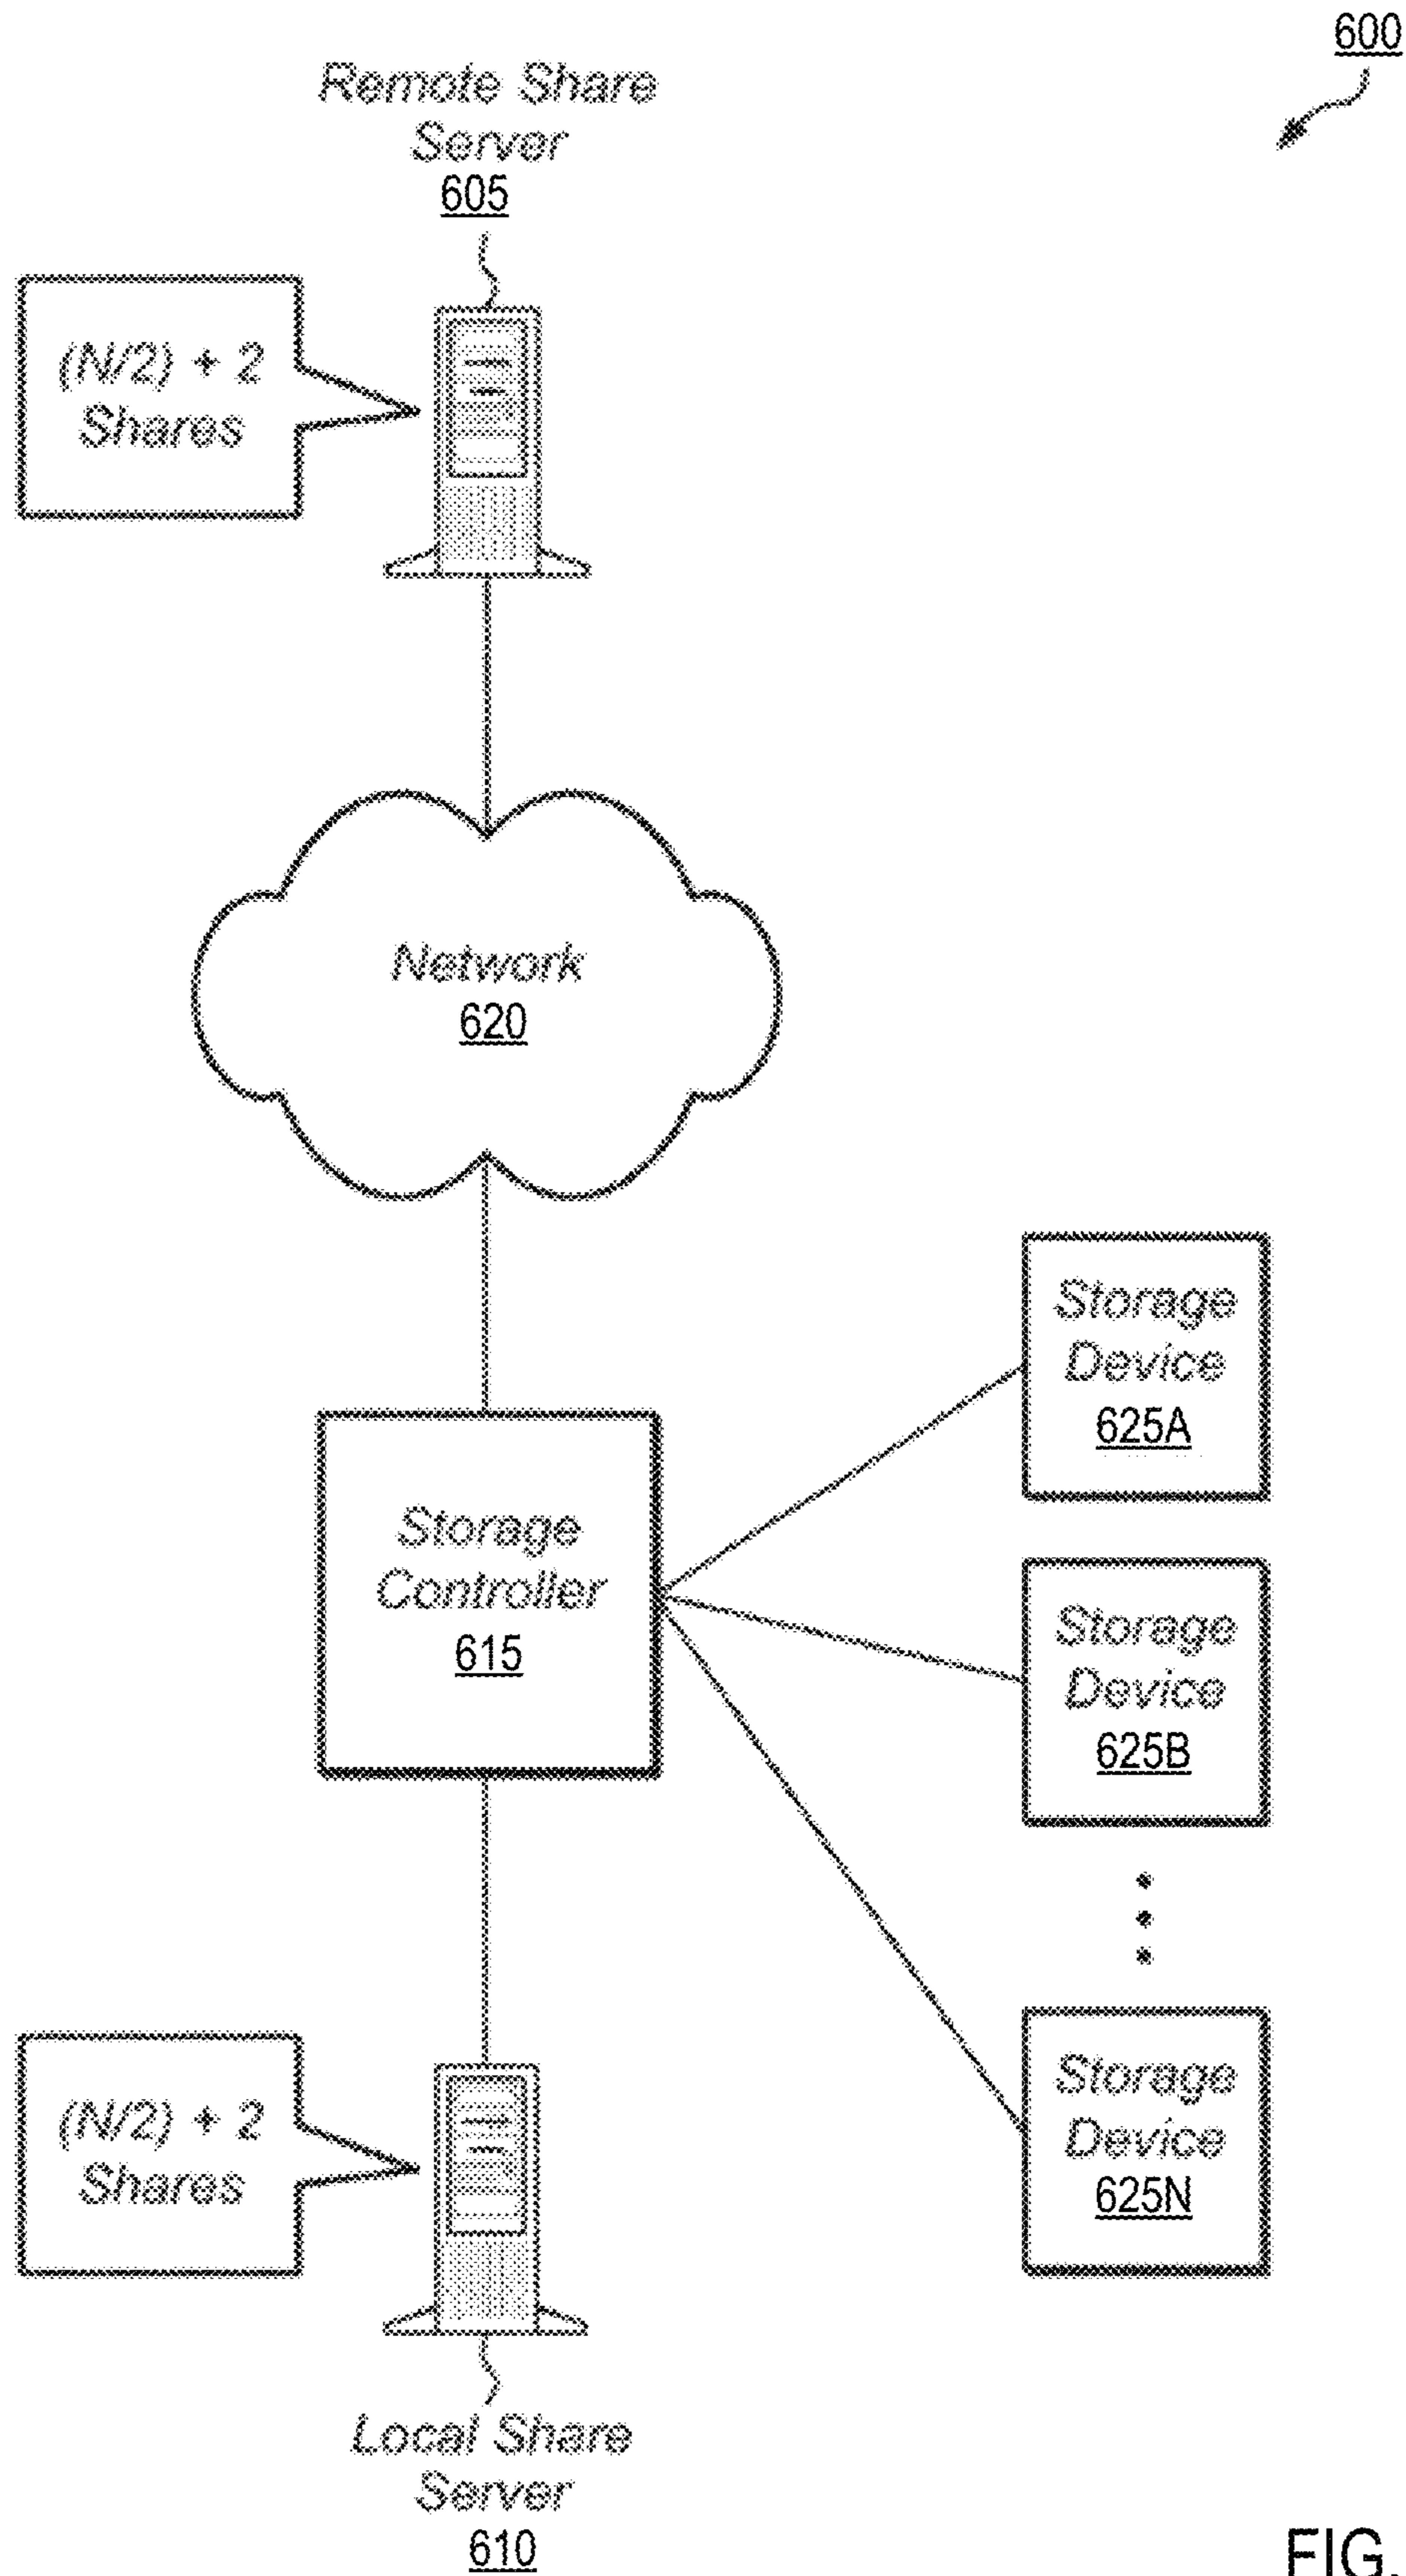 600
Remote Share
Server
605
(N/2) + 2
Shares
Network
620
Storage
Device
625A
Storage
Controller
615
Storage
Device
625B
Storage
Device
625N
(N/2) + 2
Shares
Local Share
Server
610
FIG.